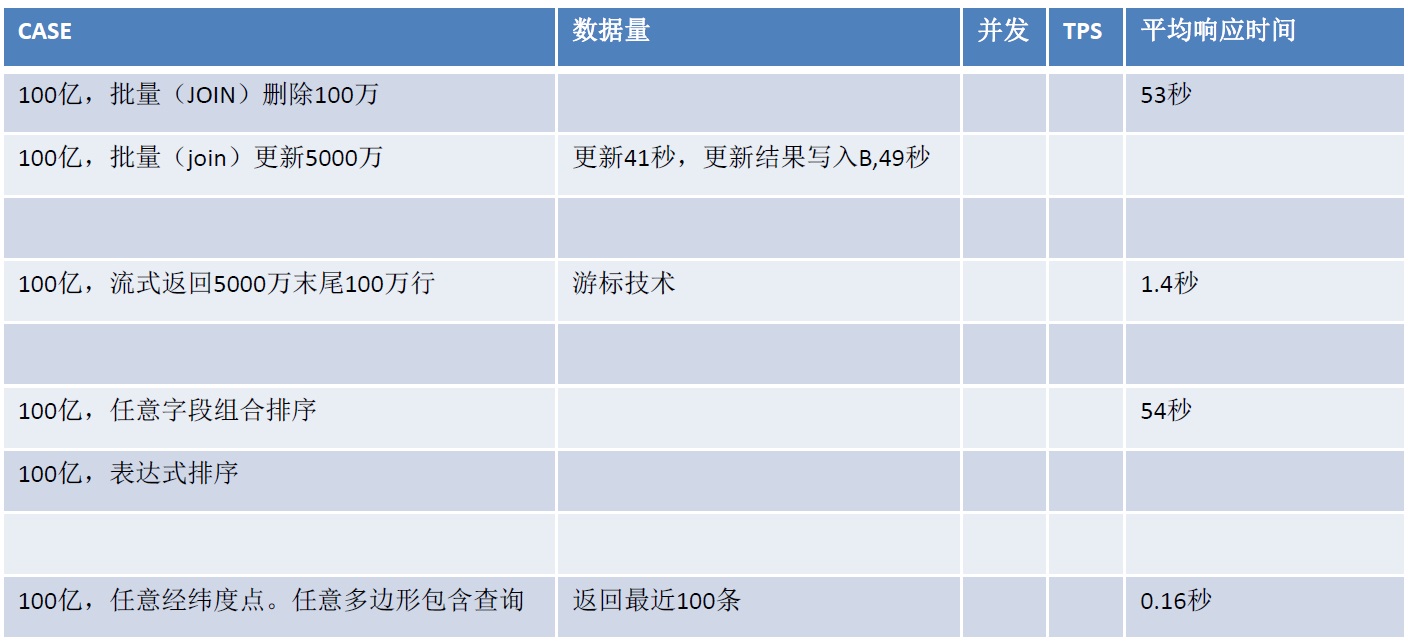 CASE 数据量 并发 TPS 平均响应时间
100亿，批量（JOIN）删除100万 53秒
100亿，批量（join）更新5000万 更新41秒，更新结果写入B,49秒
100亿，流式返回5000万末尾100万行 游标技术 1.4秒
100亿，任意字段组合排序 54秒
100亿，表达式排序
100亿，任意经纬度点。任意多边形包含查询 返回最近100条 0.16秒